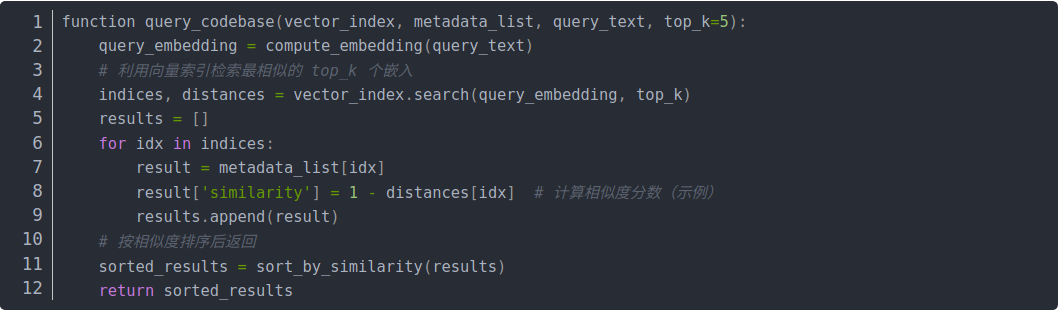 1 function query_codebase(vector_index, metadata_list, query_text, top_k=5):
2     query_embedding = compute_embedding(query_text)
3     # 利用向量索引检索最相似的 top_k 个嵌入
4     indices, distances = vector_index.search(query_embedding, top_k)
5     results = []
6     for idx in indices:
7         result = metadata_list[idx]
8         result['similarity'] = 1 - distances[idx]  # 计算相似度分数（示例）
9         results.append(result)
10     # 按相似度排序后返回
11     sorted_results = sort_by_similarity(results)
12     return sorted_results